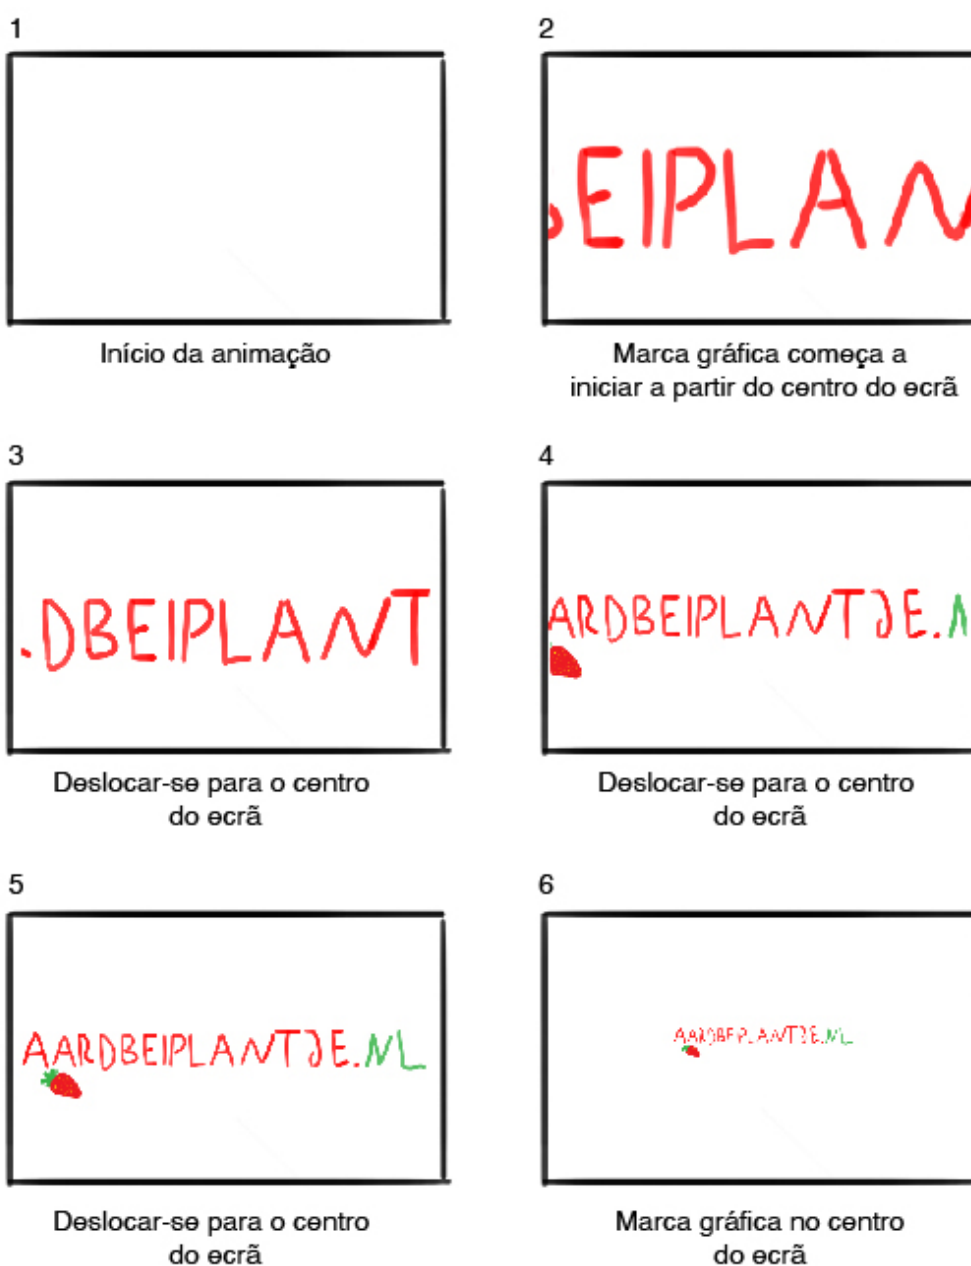 1
2
EIPLAN
Início da animação
Marca gráfica começa a
iniciar a partir do centro do ecrã
3
4
.DBEIPLANT
ARDBEIPLANTJE.N
Deslocar-se para o centro
do ecrã
Deslocar-se para o centro
do ecrã
5
6
AARDBEIPLANTJE.NL
AARDBEIPLANTJE.NL
Deslocar-se para o centro
do ecrã
Marca gráfica no centro
do ecrã